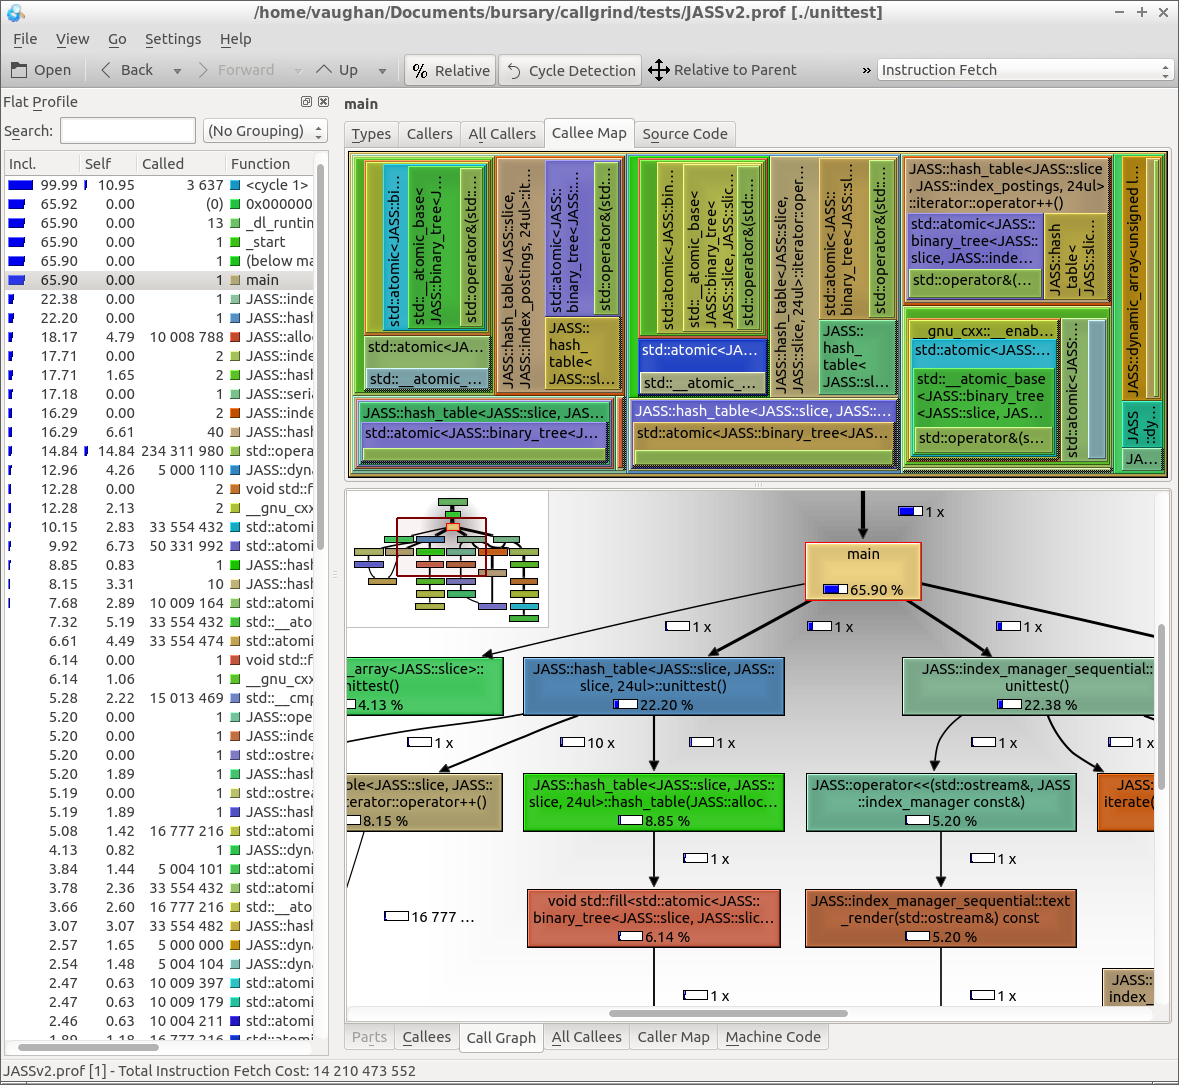 /home/vaughan/Documents/bursary/callgrind/tests/JASSv2.prof [./unittest]
File View Go Settings Help
Open Back Forward Up % Relative Cycle Detection Relative to Parent » Instruction Fetch
Flat Profile
Search: (No Grouping)
Incl. Self Called Function
99.99 10.95 3 637 <cycle 1>
65.92 0.00 (0) 0x000000
65.90 0.00 13 _dl_runtin
65.90 0.00 1 _start
65.90 0.00 1 (below ma
65.90 0.00 1 main
22.38 0.00 1 JASS::inde
22.20 0.00 1 JASS::hash
18.17 4.79 10 008 788 JASS::allo
17.71 0.00 2 JASS::inde
17.71 1.65 2 JASS::hash
17.18 0.00 1 JASS::seria
16.29 0.00 2 JASS::inde
16.29 6.61 40 JASS::hash
14.84 14.84 234 311 980 std::opera
12.96 4.26 5 000 110 JASS::dyna
12.28 0.00 2 void std::f
12.28 2.13 2 __gnu_cxx
10.15 2.83 33 554 432 std::atomi
9.92 6.73 50 331 992 std::atomi
8.85 0.83 1 JASS::hash
8.15 3.31 10 JASS::hash
7.68 2.89 10 009 164 std::atomi
7.32 5.19 33 554 432 std::__ato
6.61 4.49 33 554 474 std::atomi
6.14 0.00 1 void std::f
6.14 1.06 1 __gnu_cxx
5.28 2.22 15 013 469 std::__cmp
5.20 0.00 1 JASS::ope
5.20 0.00 1 JASS::inde
5.20 0.00 1 std::ostrea
5.20 1.89 1 JASS::hash
5.19 0.00 1 std::ostrea
5.19 1.89 1 JASS::hash
5.08 1.42 16 777 216 std::atomi
4.13 0.82 1 JASS::dyna
3.84 1.44 5 004 101 std::atomi
3.78 2.36 33 554 432 std::atomi
3.66 2.60 16 777 216 std::__ato
3.07 3.07 33 554 482 JASS::hash
2.57 1.65 5 000 000 JASS::dyna
2.54 1.48 5 004 104 JASS::dyna
2.47 0.63 10 009 397 std::atomi
2.47 0.63 10 009 179 std::atomi
2.46 0.63 10 004 211 std::atomi
1.89 1.18 16 777 216 std::atomi
main
Types Callers All Callers Callee Map Source Code
std::atomic<JASS::bi...
std::__atomic_base<
JASS::binary_tree<J...
std::operator&(std::...
std::atomic<JA...
std::__atomic_...
JASS::hash_table<JASS::slice,
JASS::index_postings, 24ul>::it...
std::atomic<JASS::
binary_tree<JASS::...
std::operator&(std::...
JASS::
hash_
table<
JASS::sl...
JASS::hash_table<JASS::slice, JAS...
std::atomic<JASS::binary_tree<J...
std::atomic<JASS::bin...
std::__atomic_base<
JASS::binary_tree<
JASS::slice, JASS::slic...
std::operator&(std::...
std::atomic<JA...
std::__atomic_...
JASS::hash_table<JASS::slice,
JASS::slice, 24ul>::iterator::oper...
std::atomic<JASS::
binary_tree<JASS::sl...
std::operator&(std::...
JASS::
hash_
table<
JASS::sl...
JASS::hash_table<JASS::slice, JASS::...
std::atomic<JASS::binary_tree<JAS...
JASS::hash_table<JASS::slice
, JASS::index_postings, 24ul>
::iterator::operator++()
std::atomic<JASS::
binary_tree<JASS::
slice, JASS::inde...
std::operator&(...
JASS::hash
_table<
JASS::slic...
__gnu_cxx::__enab...
std::atomic<JASS::...
std::__atomic_base
<JASS::binary_tree
<JASS::slice, JAS...
std::operator&(s...
std::atomic<JASS::...
JASS::dynamic_array<unsigned l...
JASS::
::dy...
JA...
1 x
main
65.90 %
1 x 1 x 1 x
_array<JASS::slice>::
nittest()
4.13 %
JASS::hash_table<JASS::slice, JASS::
slice, 24ul>::unittest()
22.20 %
JASS::index_manager_sequential::
unittest()
22.38 %
1 x 10 x 1 x 1 x 1 x
ble<JASS::slice, JASS::
terator::operator++()
8.15 %
JASS::hash_table<JASS::slice, JASS::
slice, 24ul>::hash_table(JASS::alloc...
8.85 %
JASS::operator<<(std::ostream&, JASS
::index_manager const&)
5.20 %
JASS::
iterate(
1 x 1 x
16 777 ...
void std::fill<std::atomic<JASS::
binary_tree<JASS::slice, JASS::slic...
6.14 %
JASS::index_manager_sequential::text
_render(std::ostream&) const
5.20 %
JASS::
index_
1 x 1 x
Parts Callees Call Graph All Callees Caller Map Machine Code
JASSv2.prof [1] - Total Instruction Fetch Cost: 14 210 473 552